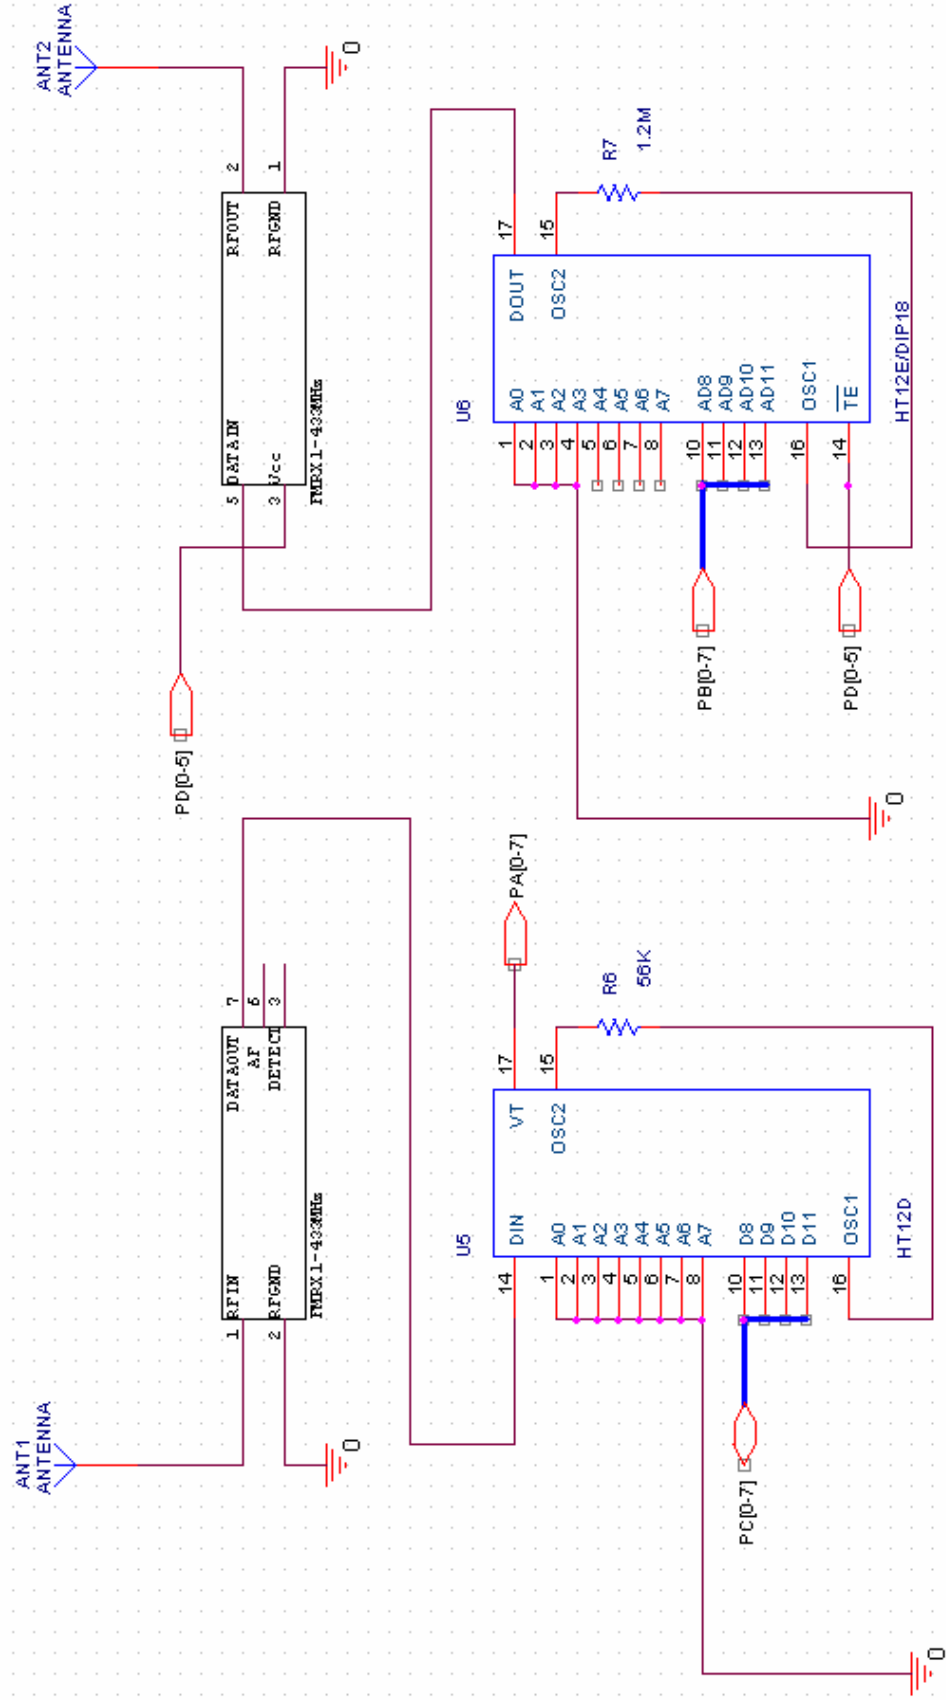 ANT1
ANTENNA
1
RFIN
2
RFGND
DATAOUT
7
AF
6
DETECT
3
FMRX1-433MHz
0
U5
14
DIN
VT
17
PA[0-7]
OSC2
15
R6
56K
1
A0
2
A1
3
A2
4
A3
5
A4
6
A5
7
A6
8
A7
10
D8
11
D9
12
D10
13
D11
16
OSC1
HT12D
PC[0-7]
0
ANT2
ANTENNA
PD[0-5]
5
DATAIN
3
Vcc
RFOUT
2
RFGND
1
FMRX1-433MHz
0
U6
1
A0
2
A1
3
A2
4
A3
5
A4
6
A5
7
A6
8
A7
DOUT
17
OSC2
15
R7
1.2M
10
AD8
11
AD9
12
AD10
13
AD11
16
OSC1
14
TE
HT12E/DIP18
PB[0-7]
PD[0-5]
0